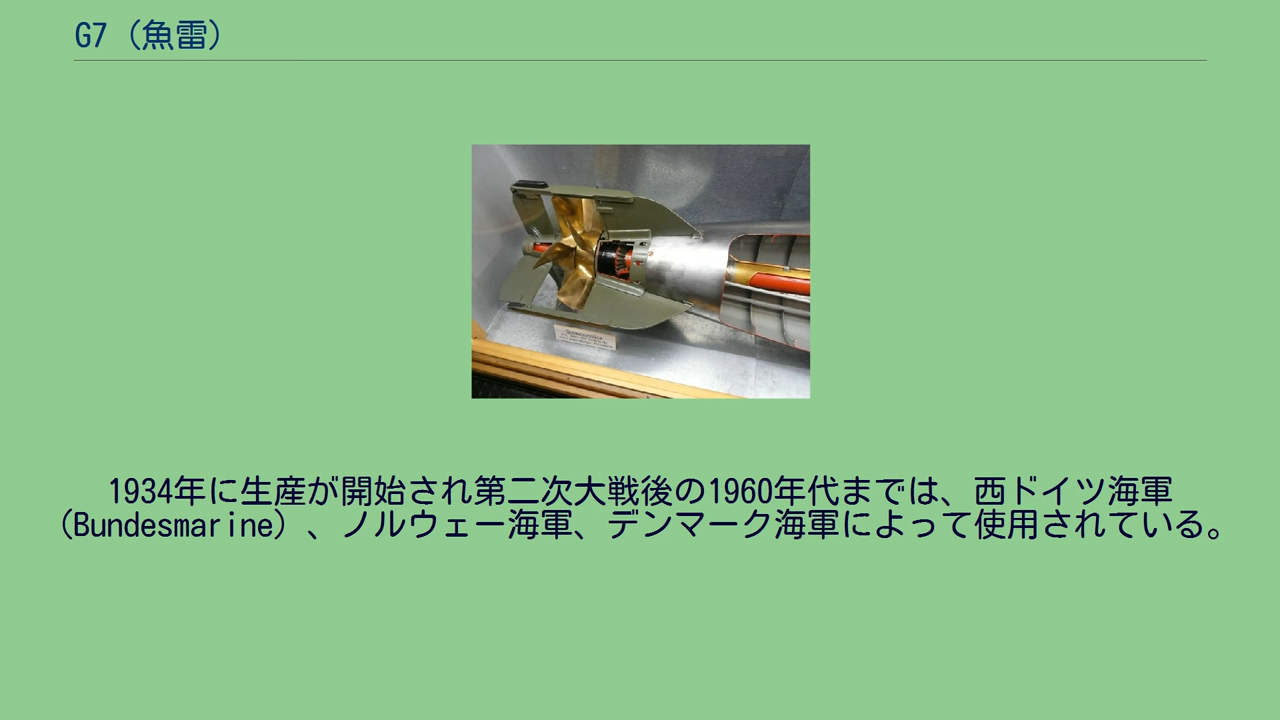 G7（魚雷）
1934年に生産が開始され第二次大戦後の1960年代までは、西ドイツ海軍
（Bundesmarine）、ノルウェー海軍、デンマーク海軍によって使用されている。